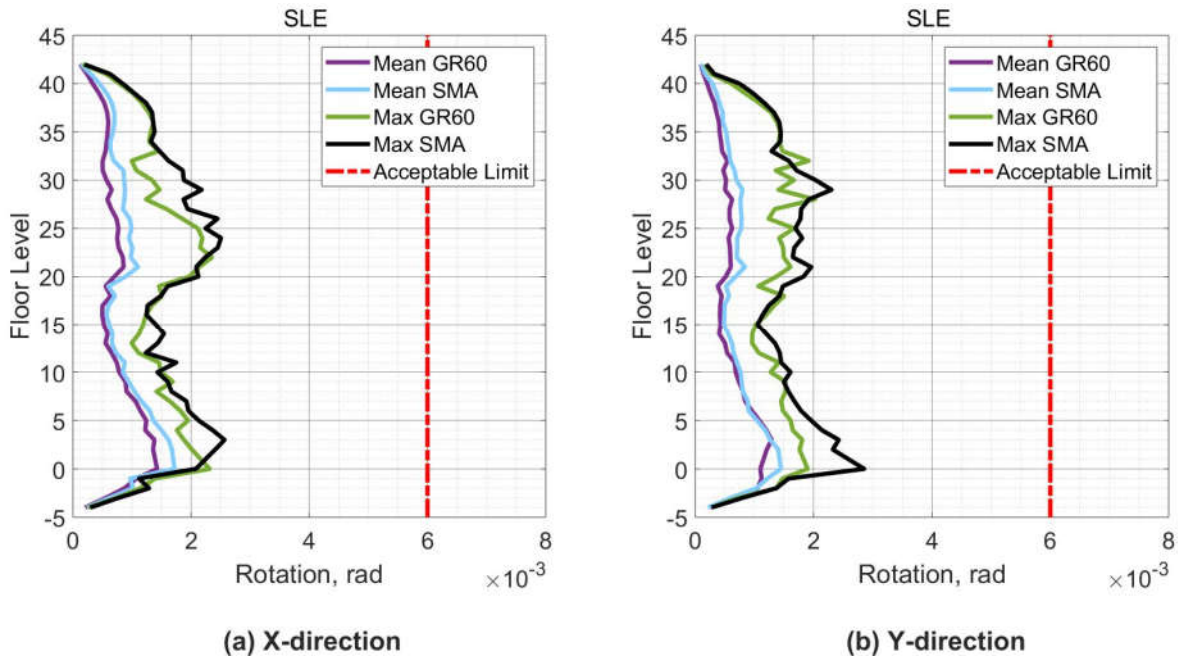 SLE
45
40
35
30
25
20
15
10
5
0
-5
Floor Level
Mean GR60
Mean SMA
Max GR60
Max SMA
Acceptable Limit
0 2 4 6 8
Rotation, rad
×10⁻³
(a) X-direction
SLE
45
40
35
30
25
20
15
10
5
0
-5
Floor Level
Mean GR60
Mean SMA
Max GR60
Max SMA
Acceptable Limit
0 2 4 6 8
Rotation, rad
×10⁻³
(b) Y-direction